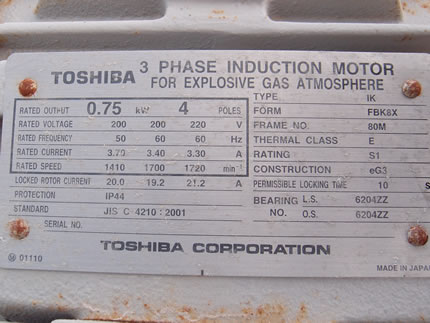 TOSHIBA 3 PHASE INDUCTION MOTOR
FOR EXPLOSIVE GAS ATMOSPHERE
RATED OUTPUT 0.75 kW 4 POLES
RATED VOLTAGE 200 200 220 V
RATED FREQUENCY 50 60 60 Hz
RATED CURRENT 3.70 3.40 3.30 A
RATED SPEED 1410 1700 1720 min⁻¹
LOCKED ROTOR CURRENT 20.0 19.2 21.2 A
PROTECTION IP44
STANDARD JIS C 4210 : 2001
SERIAL NO.
TYPE IK
FORM FBK8X
FRAME NO. 80M
THERMAL CLASS E
RATING S1
CONSTRUCTION eG3
PERMISSIBLE LOCKING TIME 10 S
BEARING L.S. 6204ZZ
NO. O.S. 6204ZZ
TOSHIBA CORPORATION
01110
MADE IN JAPAN